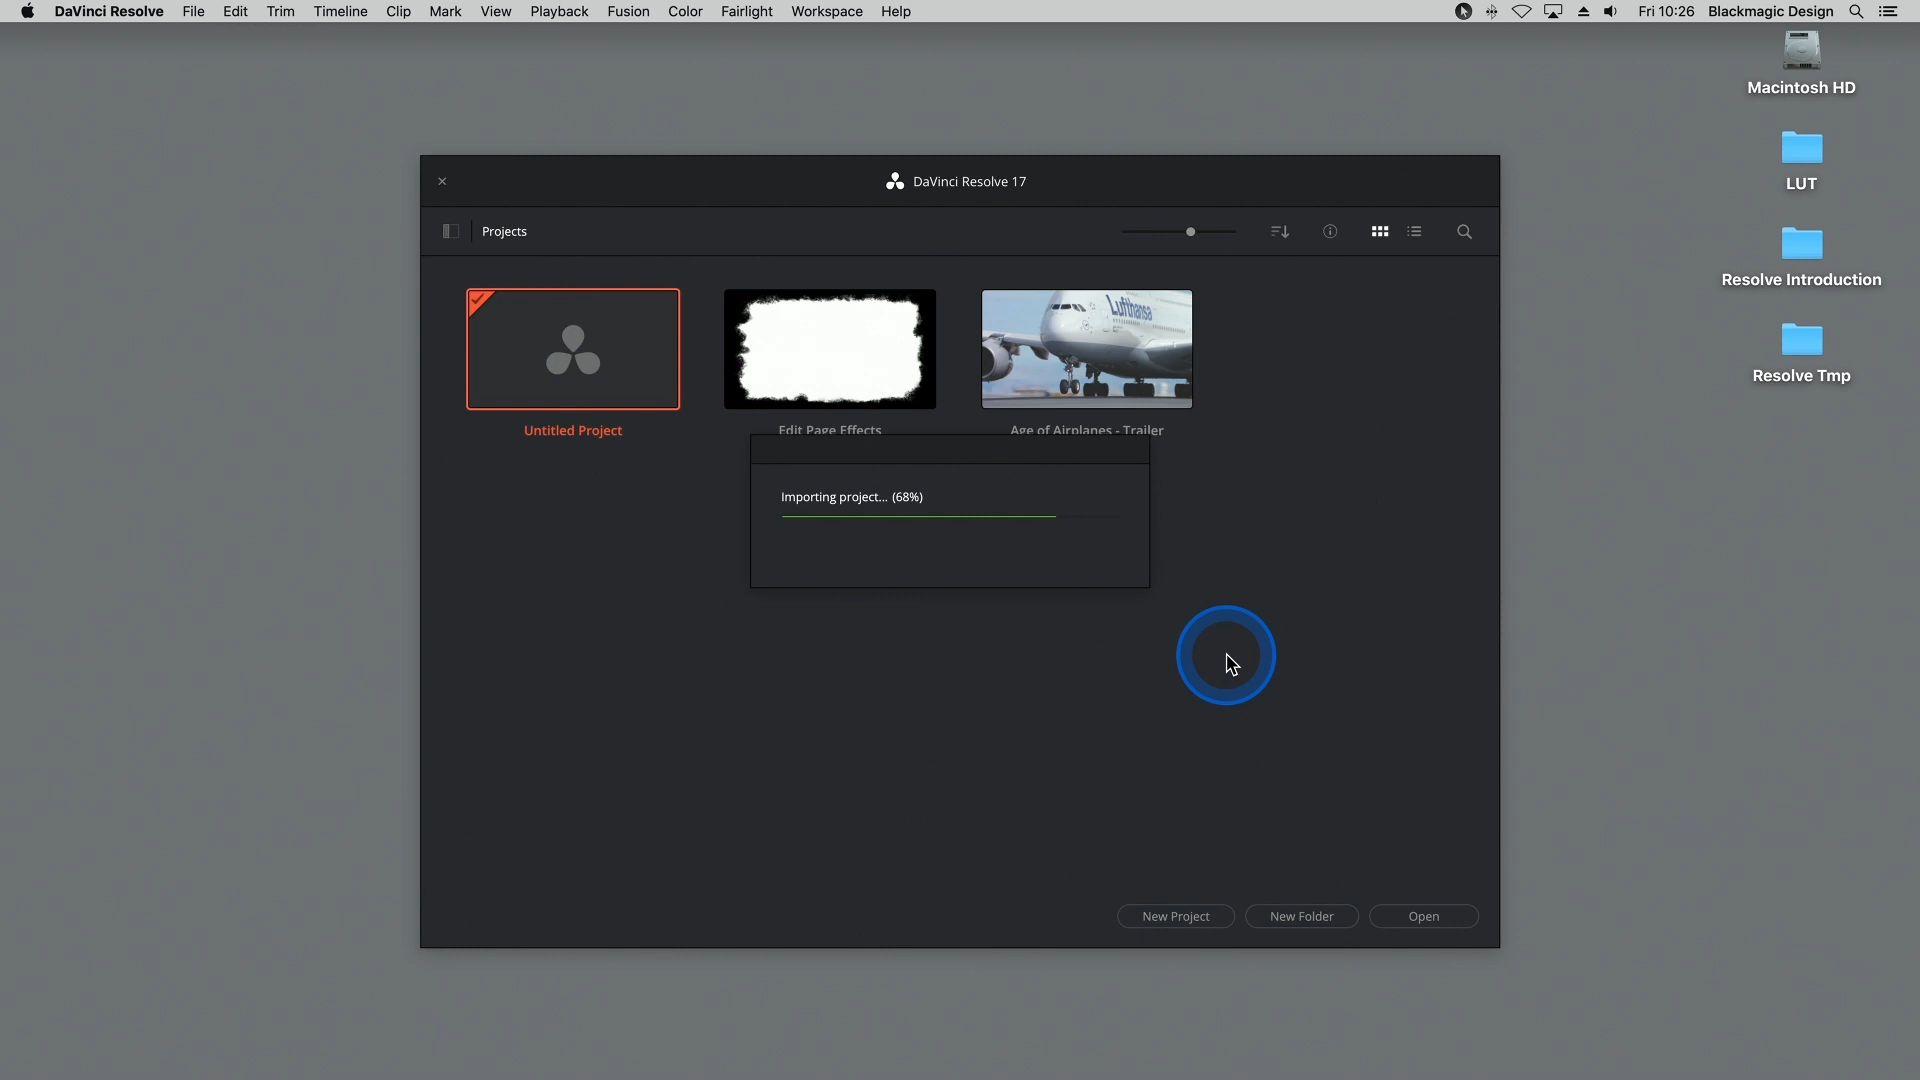 DaVinci Resolve File Edit Trim Timeline Clip Mark View Playback Fusion Color Fairlight Workspace Help Fri 10:26 Blackmagic Design
Macintosh HD
LUT
Resolve Introduction
Resolve Tmp
DaVinci Resolve 17
Projects
Lufthansa
Untitled Project Edit Page Effects Age of Airplanes - Trailer
Importing project... (68%)
New Project New Folder Open